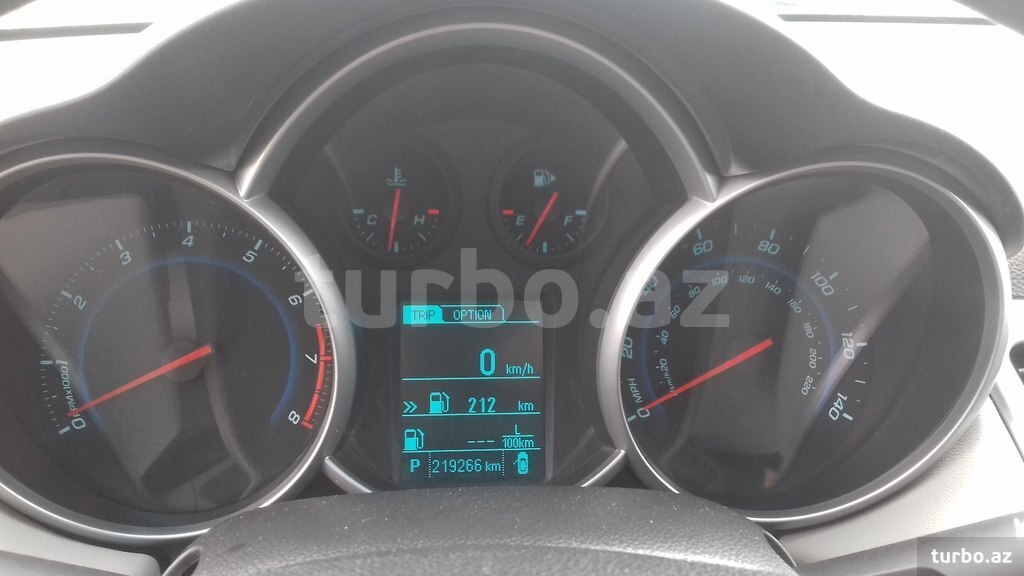 C H
E F
0 1 2 3 4 5 6 7 8
RPMx1000
0 20 40 60 80 100 120 140
MPH
20 40 60 80 100 120 140 160 180 200 220
km/h
turbo.az
TRIP OPTION
0 km/h
>> 212 km
--- L/100km
P 219266 km
turbo.az